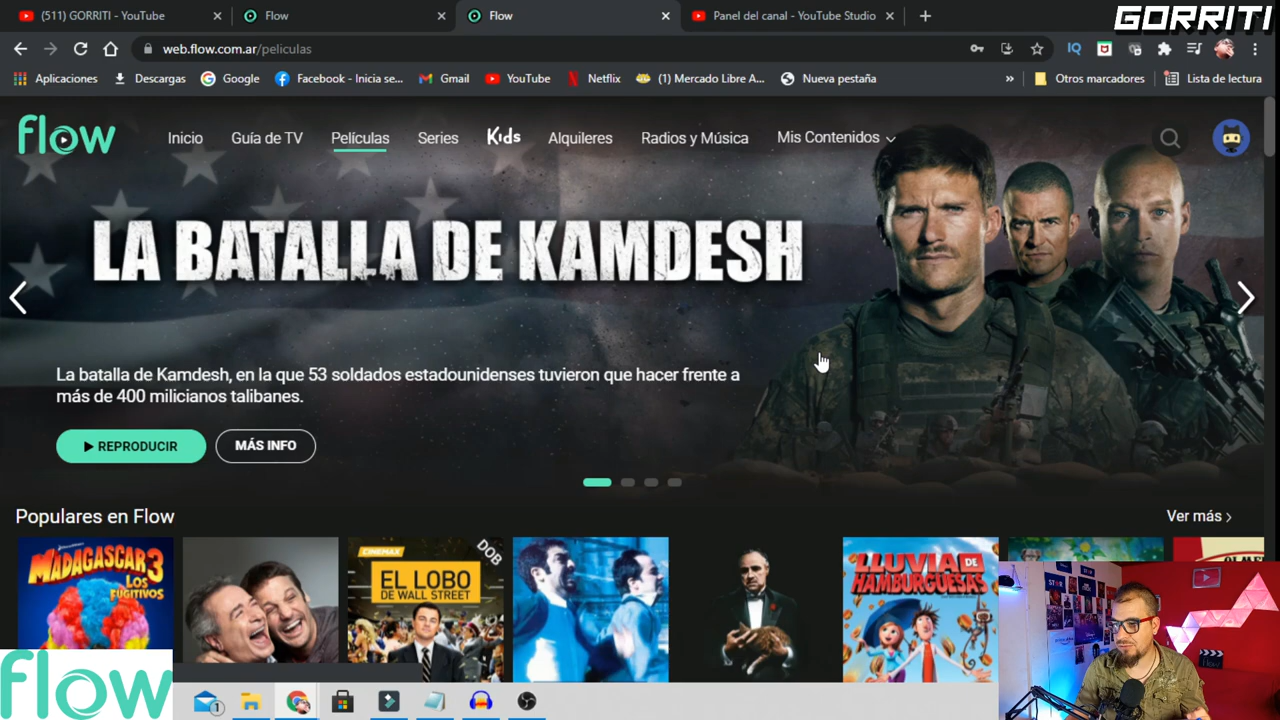 (511) GORRITI - YouTube
Flow
Flow
Panel del canal - YouTube Studio
GORRITI
web.flow.com.ar/peliculas
IQ
Aplicaciones
Descargas
Google
Facebook - Inicia se...
Gmail
YouTube
Netflix
(1) Mercado Libre A...
Nueva pestaña
»
Otros marcadores
Lista de lectura
flow
Inicio
Guía de TV
Películas
Series
Kids
Alquileres
Radios y Música
Mis Contenidos
LA BATALLA DE KAMDESH
La batalla de Kamdesh, en la que 53 soldados estadounidenses tuvieron que hacer frente a
más de 400 milicianos talibanes.
REPRODUCIR
MÁS INFO
Populares en Flow
Ver más
MADAGASCAR 3
LOS
FUGITIVOS
CINEMAX
DOB
EL LOBO
DE WALL STREET
LLUVIA DE
HAMBURGUESAS
flow
1